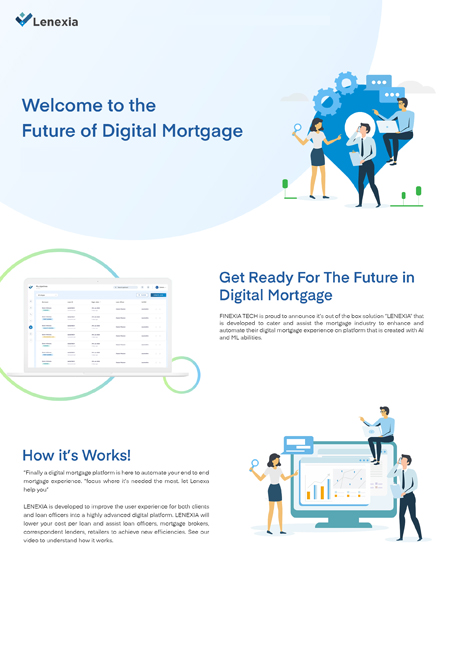 Lenexia
Welcome to the
Future of Digital Mortgage
Get Ready For The Future in
Digital Mortgage
FINEXIA TECH is proud to announce it's out of the box solution "LENEXIA" that
is developed to cater and assist the mortgage industry to enhance and
automate their digital mortgage experience on platform that is created with AI
and ML abilities.
How it's Works!
"Finally a digital mortgage platform is here to automate your end to end
mortgage experience. "focus where it's needed the most, let Lenexia
help you"
LENEXIA is developed to improve the user experience for both clients
and loan officers into a highly advanced digital platform. LENEXIA will
lower your cost per loan and assist loan officers, mortgage brokers,
correspondent lenders, retailers to achieve new efficiencies. See our
video to understand how it works.